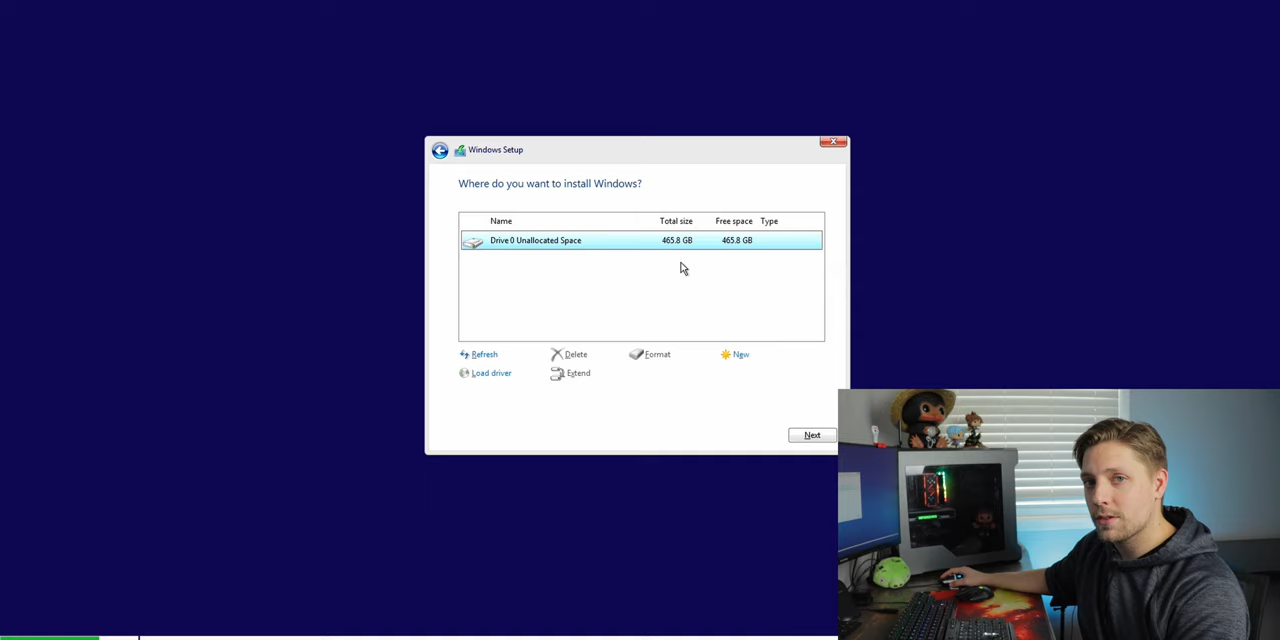 Windows Setup
Where do you want to install Windows?
Name Total size Free space Type
Drive 0 Unallocated Space 465.8 GB 465.8 GB
Refresh Delete Format New
Load driver Extend
Next